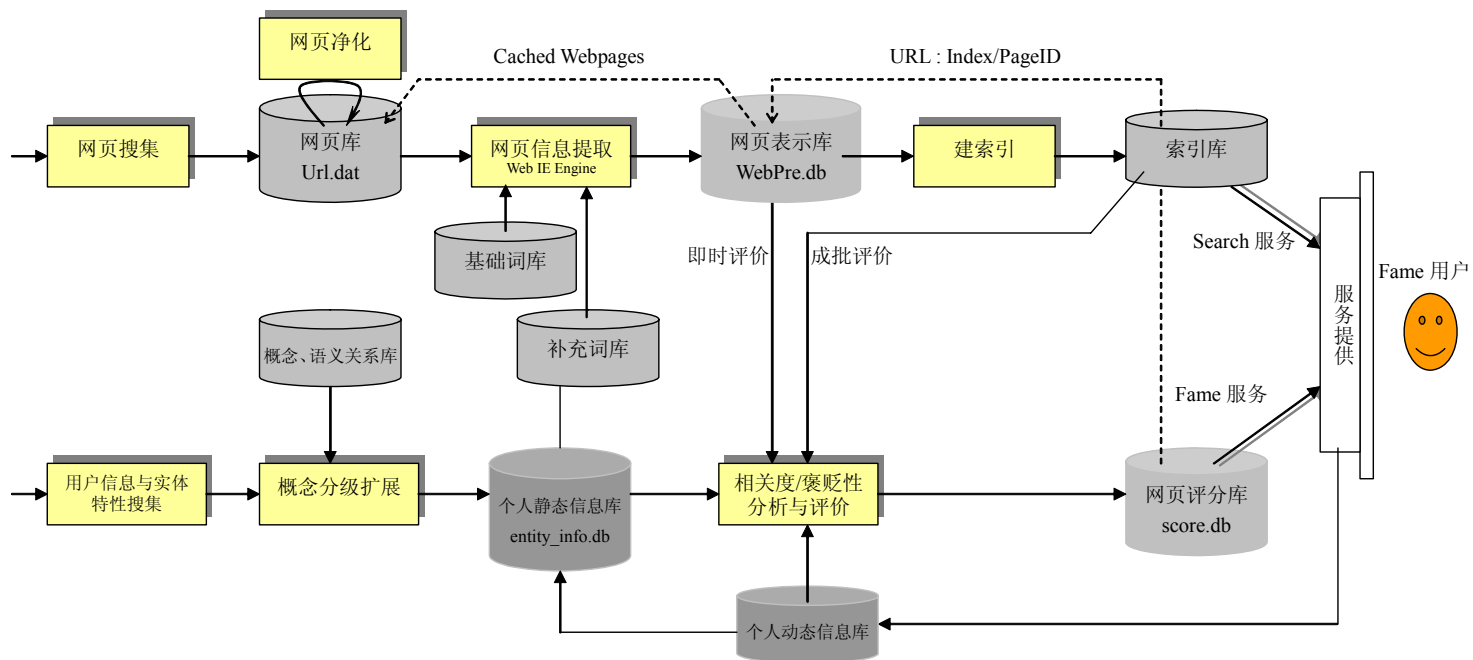 网页净化
Cached Webpages
URL : Index/PageID
网页搜集
网页库
Url.dat
网页信息提取
Web IE Engine
网页表示库
WebPre.db
建索引
索引库
基础词库
即时评价
成批评价
Search 服务
Fame 用户
服务提供
概念、语义关系库
补充词库
Fame 服务
用户信息与实体
特性搜集
概念分级扩展
个人静态信息库
entity_info.db
相关度/褒贬性
分析与评价
网页评分库
score.db
个人动态信息库